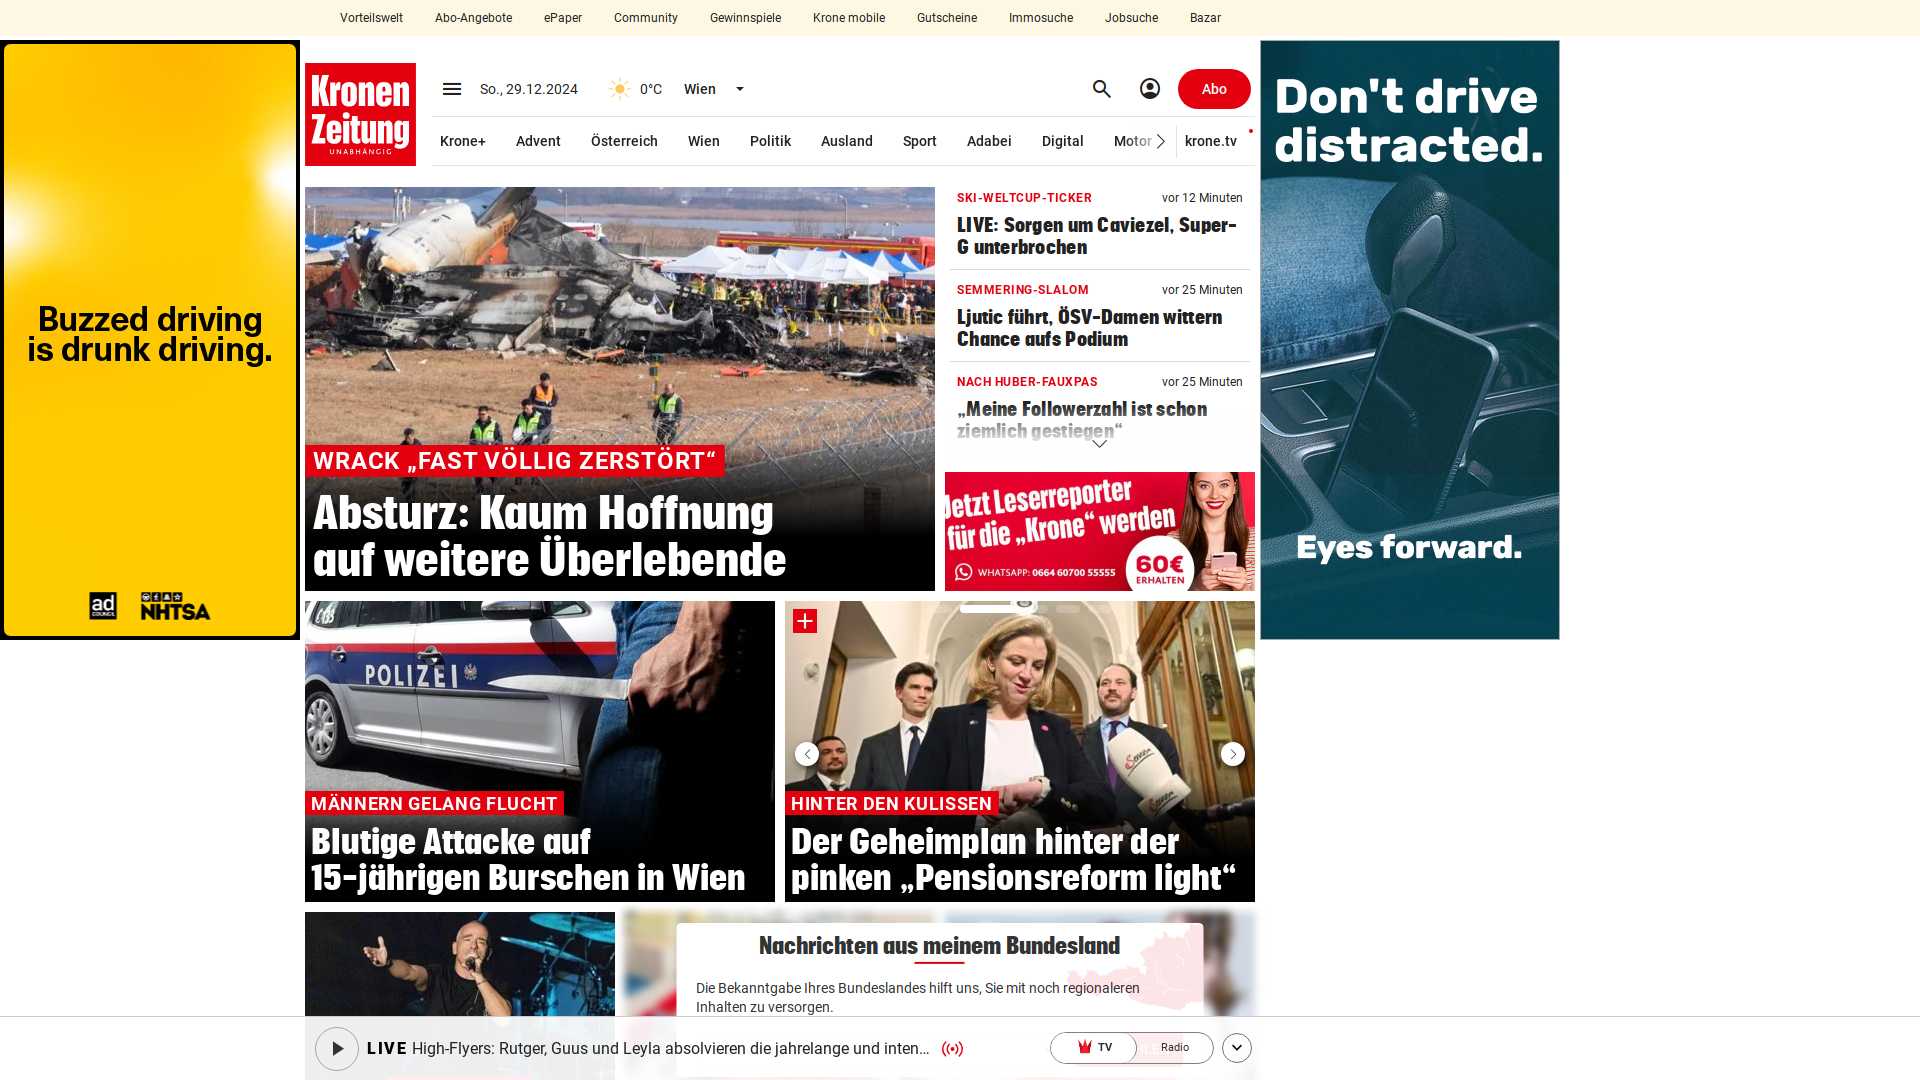 Vorteilswelt
Abo-Angebote
ePaper
Community
Gewinnspiele
Krone mobile
Gutscheine
Immosuche
Jobsuche
Bazar
Buzzed driving
is drunk driving.
ad
COUNCIL
NHTSA
Kronen
Zeitung
UNABHÄNGIG
So., 29.12.2024
0°C
Wien
Abo
Krone+
Advent
Österreich
Wien
Politik
Ausland
Sport
Adabei
Digital
Motor
krone.tv
WRACK „FAST VÖLLIG ZERSTÖRT“
Absturz: Kaum Hoffnung
auf weitere Überlebende
SKI-WELTCUP-TICKER
vor 12 Minuten
LIVE: Sorgen um Caviezel, Super-
G unterbrochen
SEMMERING-SLALOM
vor 25 Minuten
Ljutic führt, ÖSV-Damen wittern
Chance aufs Podium
NACH HUBER-FAUXPAS
vor 25 Minuten
„Meine Followerzahl ist schon
ziemlich gestiegen“
Jetzt Leserreporter
für die „Krone“ werden
WHATSAPP: 0664 60700 55555
60€
ERHALTEN
Don't drive
distracted.
Eyes forward.
POLIZEI
MÄNNERN GELANG FLUCHT
Blutige Attacke auf
15-jährigen Burschen in Wien
HINTER DEN KULISSEN
Der Geheimplan hinter der
pinken „Pensionsreform light“
Nachrichten aus meinem Bundesland
Die Bekanntgabe Ihres Bundeslandes hilft uns, Sie mit noch regionaleren
Inhalten zu versorgen.
LIVE High-Flyers: Rutger, Guus und Leyla absolvieren die jahrelange und inten...
TV
Radio